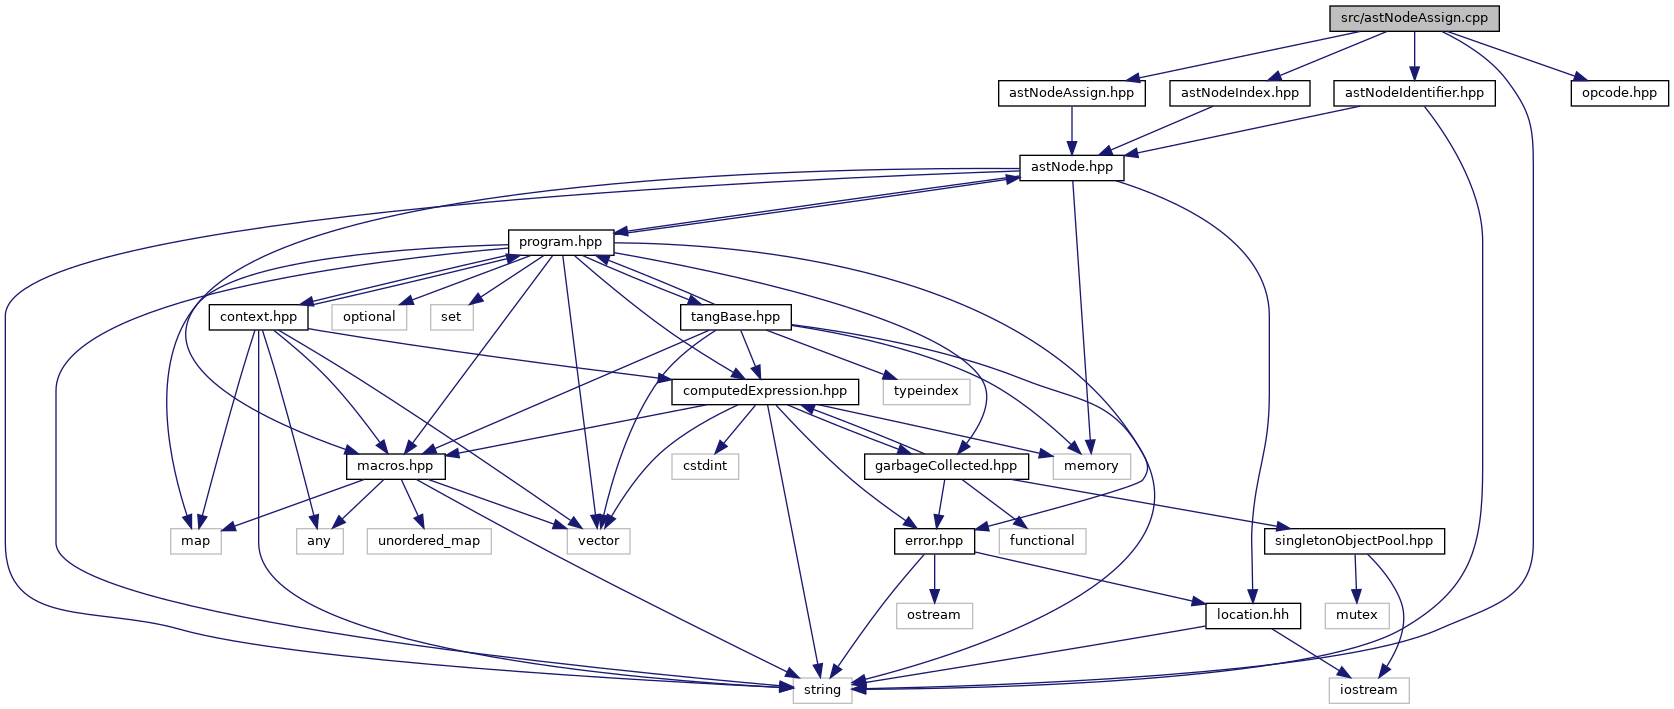 src/astNodeAssign.cpp
astNodeAssign.hpp
astNodeIndex.hpp
astNodeIdentifier.hpp
opcode.hpp
astNode.hpp
program.hpp
context.hpp
optional
set
tangBase.hpp
computedExpression.hpp
typeindex
macros.hpp
cstdint
garbageCollected.hpp
memory
map
any
unordered_map
vector
error.hpp
functional
singletonObjectPool.hpp
ostream
location.hh
mutex
string
iostream